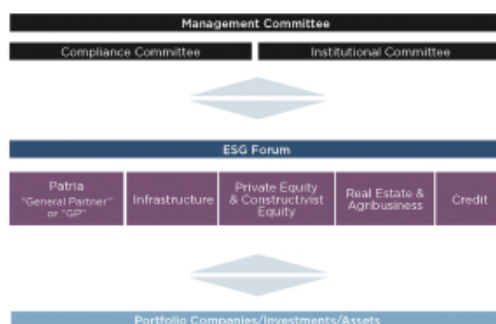 Management Committee
Compliance Committee
Institutional Committee
ESG Forum
Patria
"General Partner"
or "GP"
Infrastructure
Private Equity
& Constructivist
Equity
Real Estate &
Agribusiness
Credit
Portfolio Companies/Investments/Assets